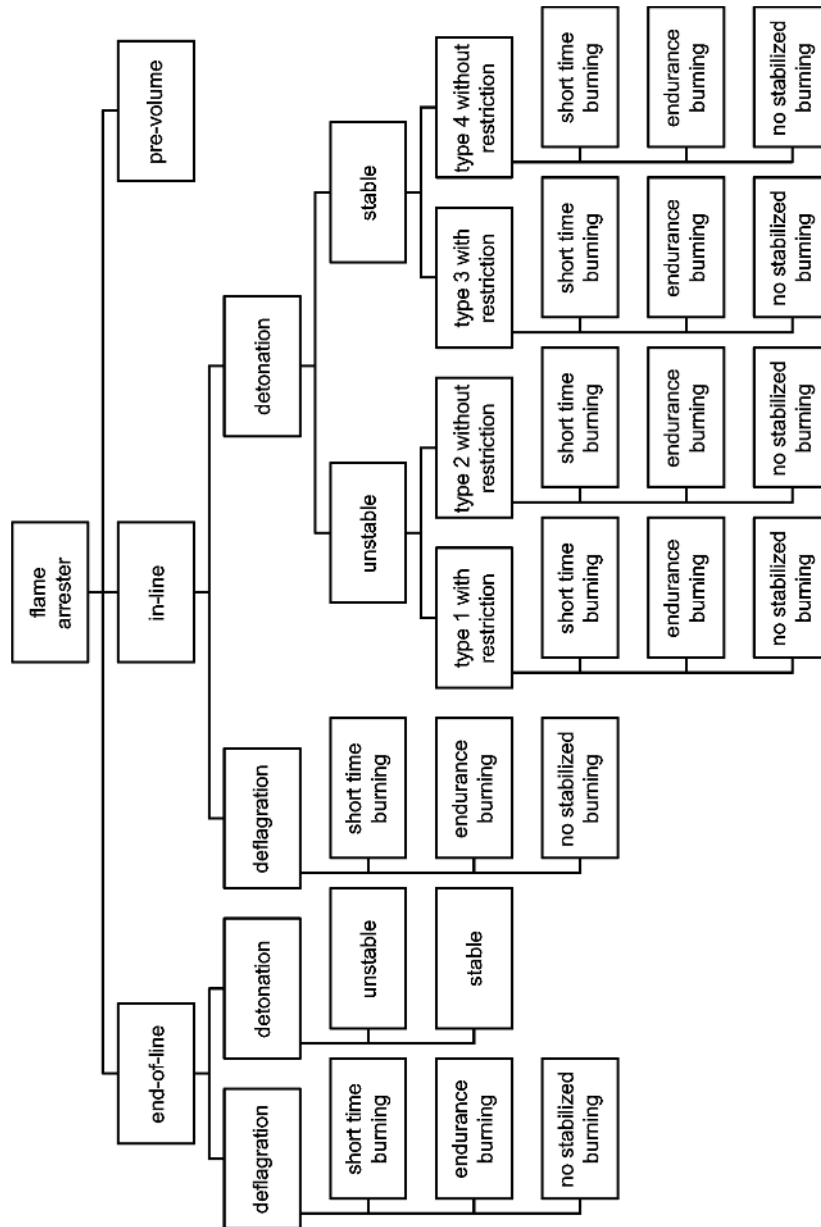 flame
arrester
end-of-line
in-line
pre-volume
deflagration
detonation
deflagration
detonation
short time
burning
unstable
short time
burning
unstable
stable
endurance
burning
stable
endurance
burning
type 1 with
restriction
type 2 without
restriction
type 3 with
restriction
type 4 without
restriction
no stabilized
burning
no stabilized
burning
short time
burning
short time
burning
short time
burning
short time
burning
endurance
burning
endurance
burning
endurance
burning
endurance
burning
no stabilized
burning
no stabilized
burning
no stabilized
burning
no stabilized
burning